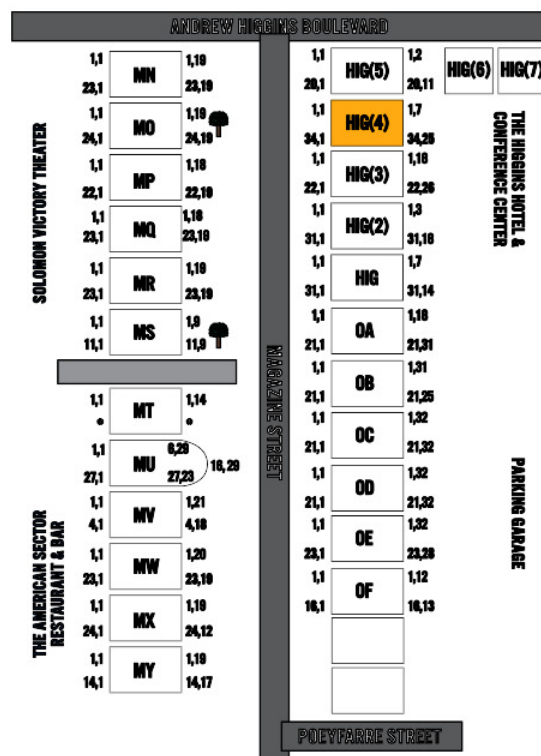 ANDREW HIGGINS BOULEVARD
1,1 MN 1,19
23,1 23,19
1,1 MO 1,19
24,1 24,19
1,1 MP 1,18
22,1 22,19
1,1 MQ 1,18
23,1 23,19
1,1 MR 1,19
23,1 23,19
1,1 MS 1,9
11,1 11,9
SOLOMON VICTORY THEATER
1,1 MT 1,14
1,1 MU 6,29
27,1 27,23 16,29
1,1 MV 1,21
4,1 4,18
1,1 MW 1,20
23,1 23,19
1,1 MX 1,19
24,1 24,12
1,1 MY 1,19
14,1 14,17
THE AMERICAN SECTOR
RESTAURANT & BAR
MAGAZINE STREET
1,1 HIG(5) 1,2
20,1 20,11
HIG(6) HIG(7)
1,1 HIG(4) 1,7
34,1 34,25
1,1 HIG(3) 1,16
22,1 22,26
1,1 HIG(2) 1,3
31,1 31,16
1,1 HIG 1,7
31,1 31,14
1,1 OA 1,16
21,1 21,31
1,1 OB 1,31
21,1 21,25
1,1 OC 1,32
21,1 21,32
1,1 OD 1,32
21,1 21,32
1,1 OE 1,32
23,1 23,28
1,1 OF 1,12
16,1 16,13
THE HIGGINS HOTEL &
CONFERENCE CENTER
PARKING GARAGE
POEYFARRE STREET